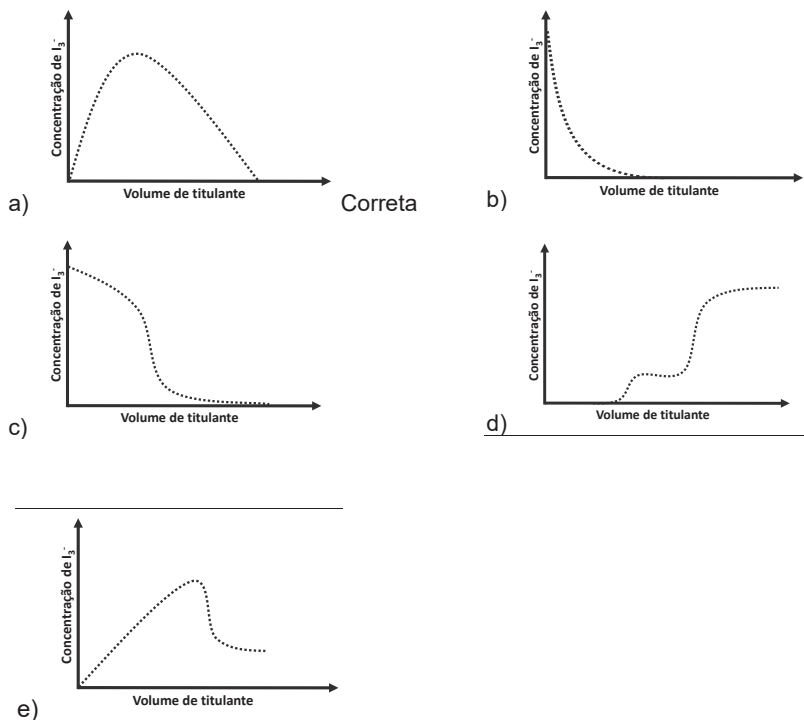 Concentração de I₃⁻
Volume de titulante
a)
Correta
Concentração de I₃⁻
Volume de titulante
b)
Concentração de I₃⁻
Volume de titulante
c)
Concentração de I₃⁻
Volume de titulante
d)
Concentração de I₃⁻
Volume de titulante
e)